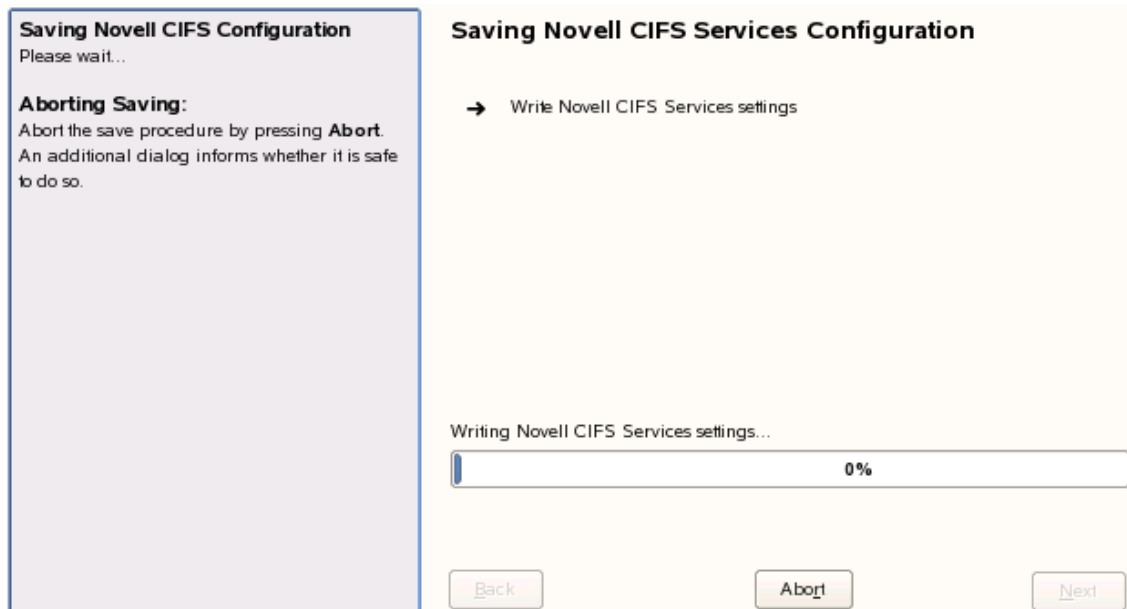 Saving Novell CIFS Configuration
Please wait...
Aborting Saving:
Abort the save procedure by pressing Abort.
An additional dialog informs whether it is safe
to do so.
Saving Novell CIFS Services Configuration
➔ Write Novell CIFS Services settings
Writing Novell CIFS Services settings...
0%
Back
Abort
Next